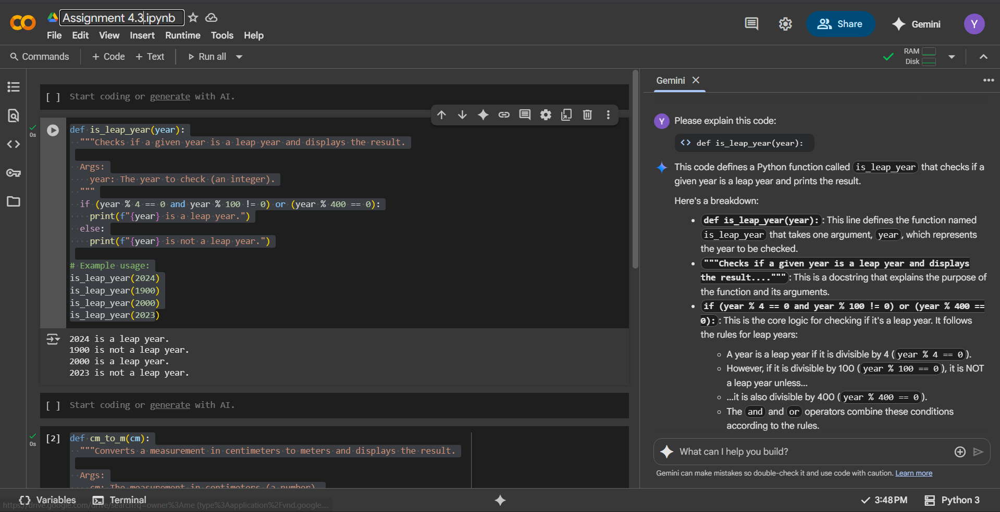 Assignment 4.3.ipynb
File Edit View Insert Runtime Tools Help
Share
Gemini
Y
Commands + Code + Text Run all
RAM
Disk
[ ] Start coding or generate with AI.
0s
def is_leap_year(year):
"""Checks if a given year is a leap year and displays the result.
Args:
year: The year to check (an integer).
"""
if (year % 4 == 0 and year % 100 != 0) or (year % 400 == 0):
print(f"{year} is a leap year.")
else:
print(f"{year} is not a leap year.")
# Example usage:
is_leap_year(2024)
is_leap_year(1900)
is_leap_year(2000)
is_leap_year(2023)
2024 is a leap year.
1900 is not a leap year.
2000 is a leap year.
2023 is not a leap year.
[ ] Start coding or generate with AI.
0s
[2] def cm_to_m(cm):
"""Converts a measurement in centimeters to meters and displays the result.
Args:
cm: The measurement in centimeters (a number).
Gemini
Y Please explain this code:
<> def is_leap_year(year):
This code defines a Python function called is_leap_year that checks if a
given year is a leap year and prints the result.
Here's a breakdown:
• def is_leap_year(year): : This line defines the function named
is_leap_year that takes one argument, year , which represents
the year to be checked.
• """Checks if a given year is a leap year and displays
the result....""" : This is a docstring that explains the purpose of
the function and its arguments.
• if (year % 4 == 0 and year % 100 != 0) or (year % 400 ==
0): : This is the core logic for checking if it's a leap year. It follows
the rules for leap years:
◦ A year is a leap year if it is divisible by 4 ( year % 4 == 0 ).
◦ However, if it is divisible by 100 ( year % 100 == 0 ), it is NOT
a leap year unless...
◦ ...it is also divisible by 400 ( year % 400 == 0 ).
◦ The and and or operators combine these conditions
according to the rules.
What can I help you build?
Gemini can make mistakes so double-check it and use code with caution. Learn more
{} Variables Terminal
https://drive.google.com/drive/search?q=owner%3Ame (type%3Aapplication%2Fvnd.google....
3:48 PM Python 3